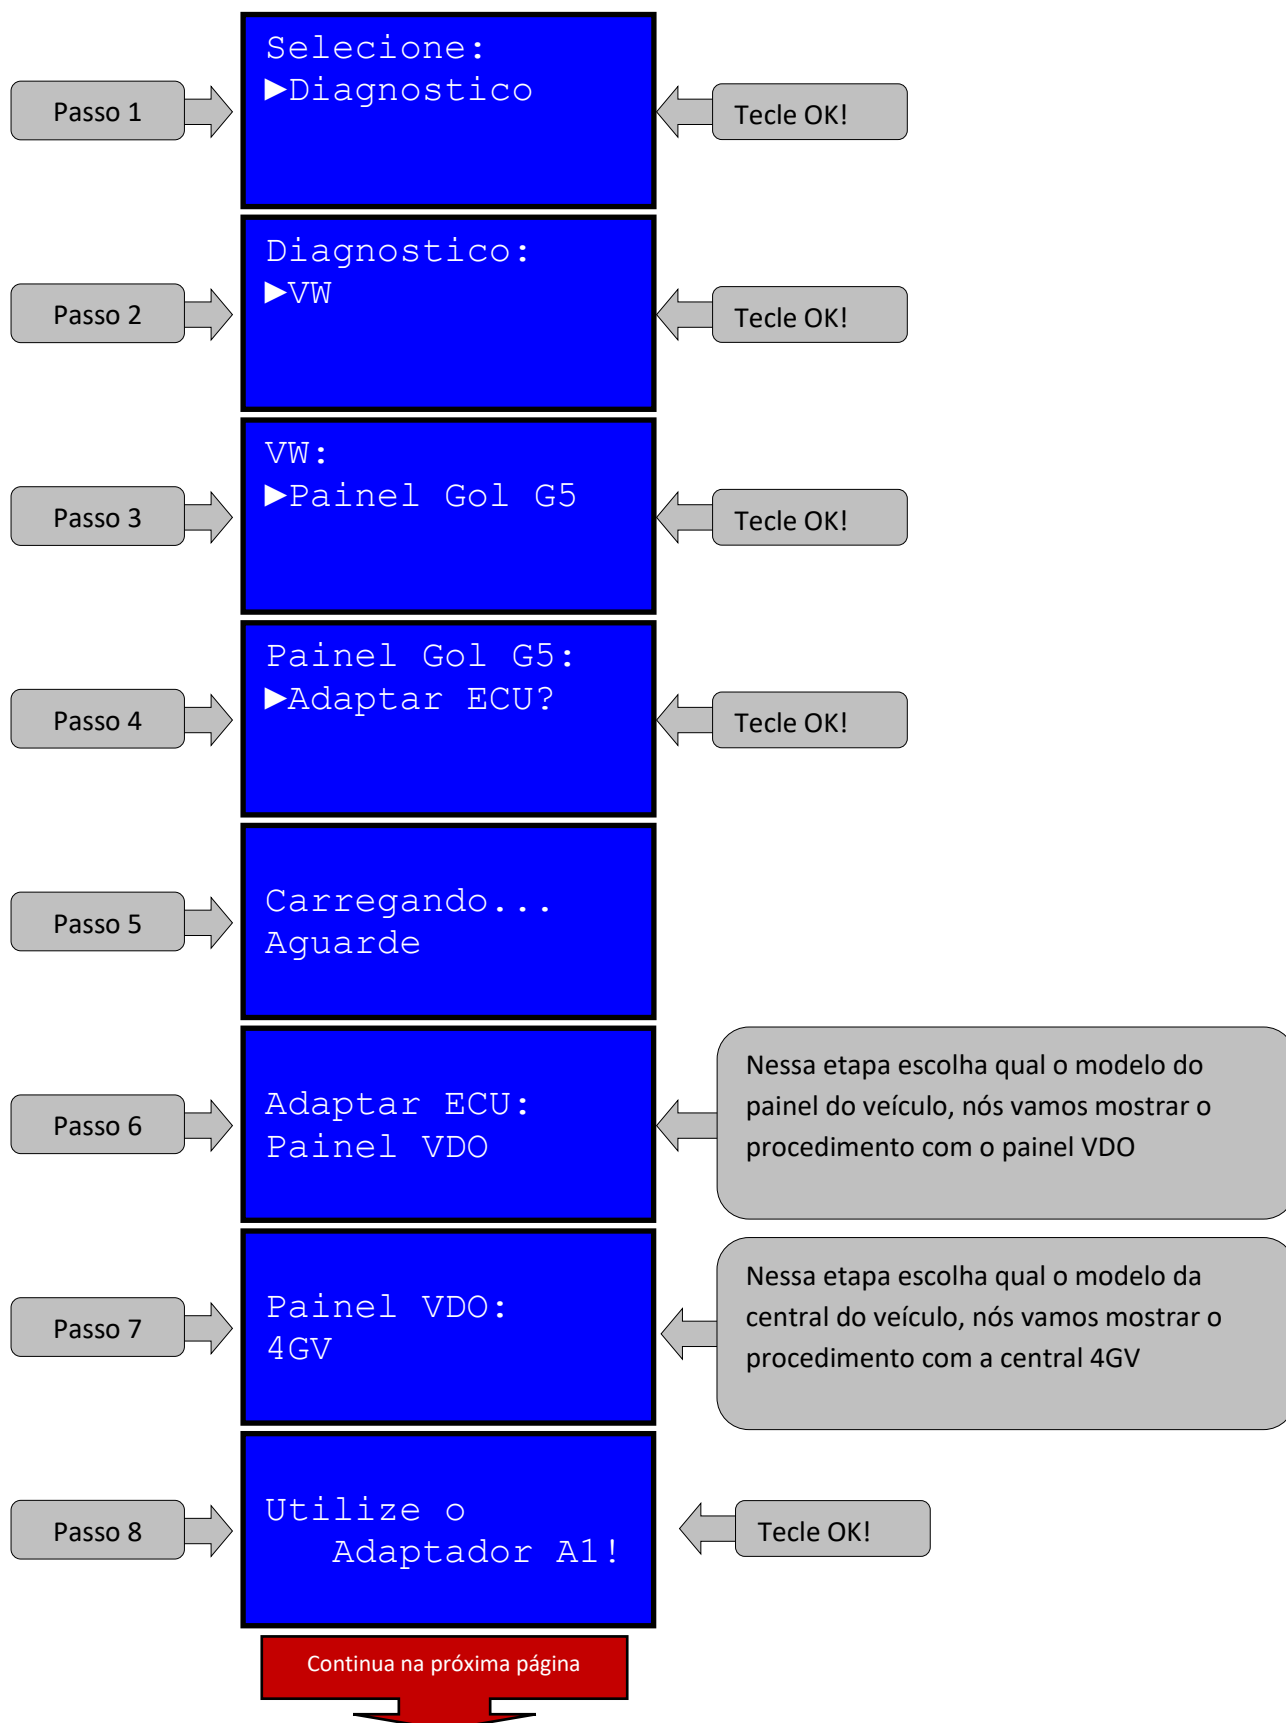 Selecione:
►Diagnostico
Passo 1
Tecle OK!
Diagnostico:
►VW
Passo 2
Tecle OK!
VW:
►Painel Gol G5
Passo 3
Tecle OK!
Painel Gol G5:
►Adaptar ECU?
Passo 4
Tecle OK!
Carregando...
Aguarde
Passo 5
Adaptar ECU:
Painel VDO
Passo 6
Nessa etapa escolha qual o modelo do
painel do veículo, nós vamos mostrar o
procedimento com o painel VDO
Painel VDO:
4GV
Passo 7
Nessa etapa escolha qual o modelo da
central do veículo, nós vamos mostrar o
procedimento com a central 4GV
Utilize o
Adaptador A1!
Passo 8
Tecle OK!
Continua na próxima página